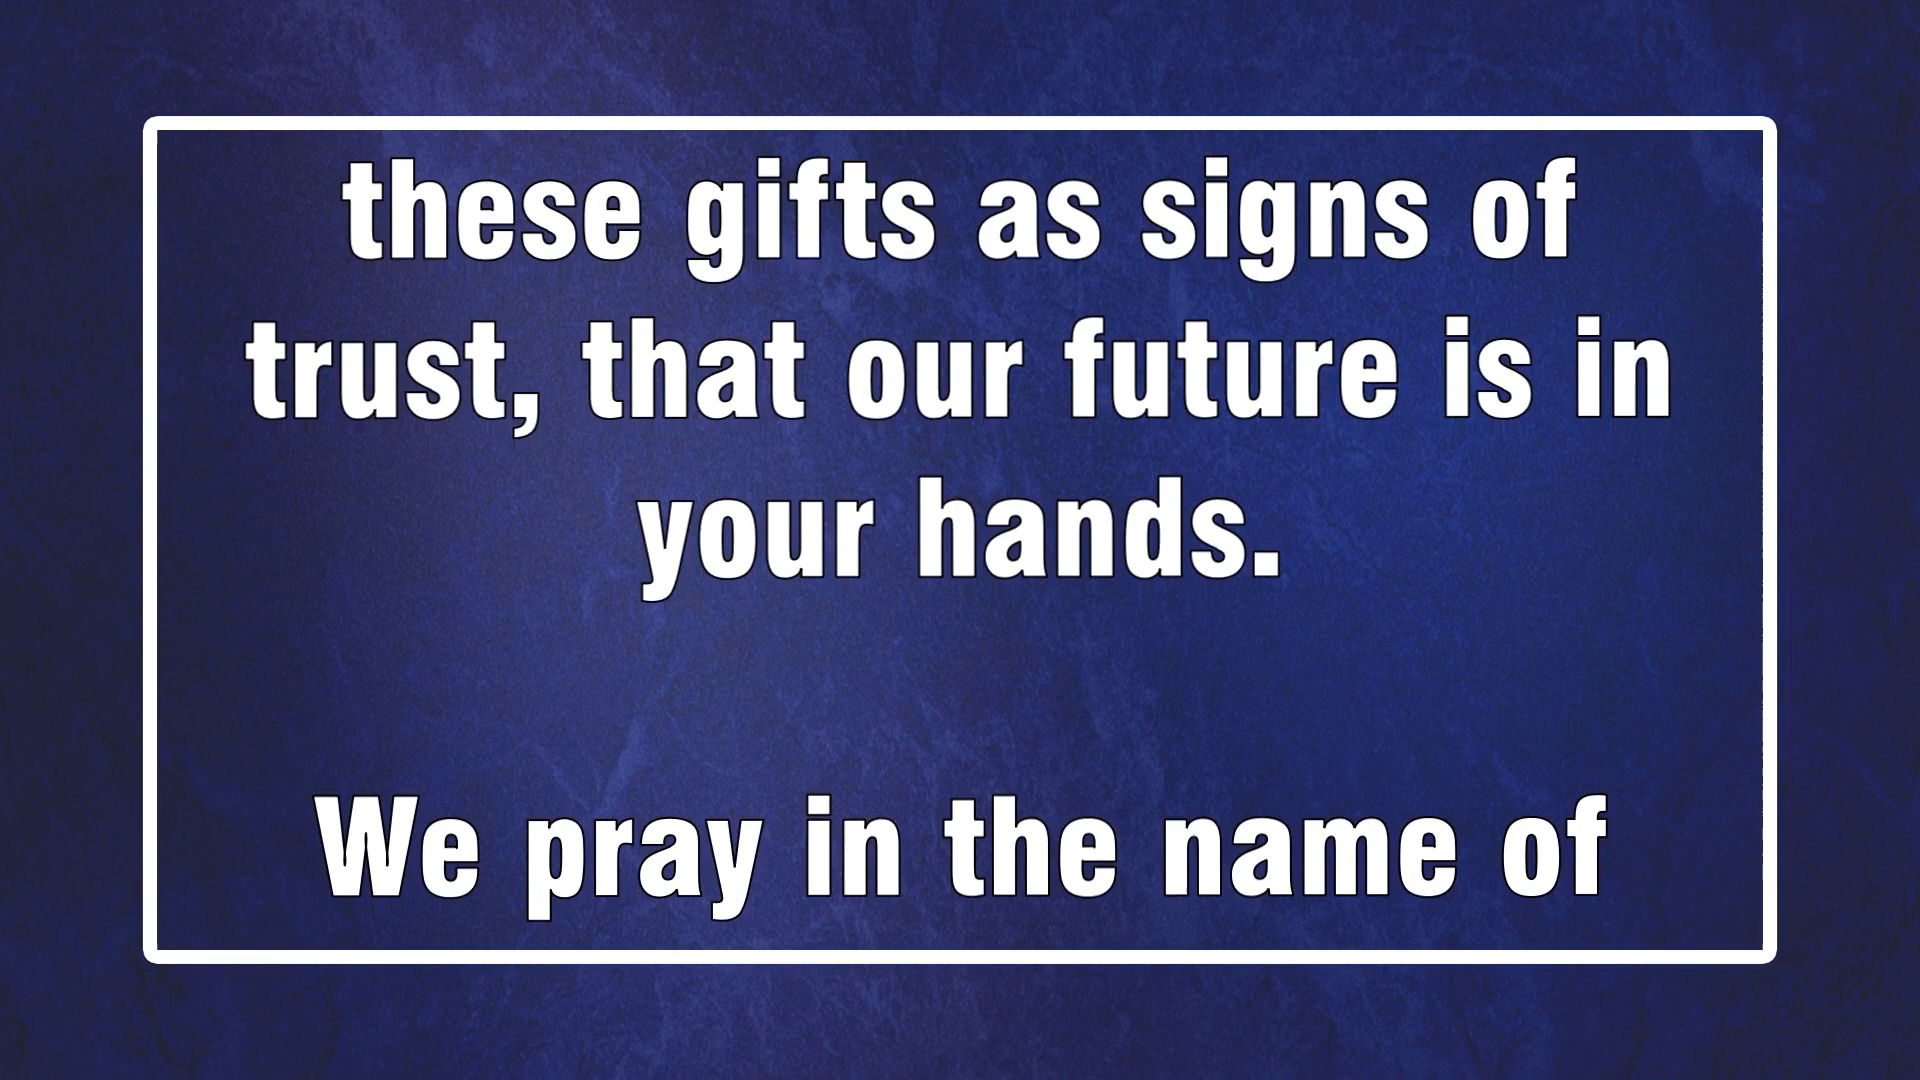 these gifts as signs of
trust, that our future is in
your hands.
We pray in the name of